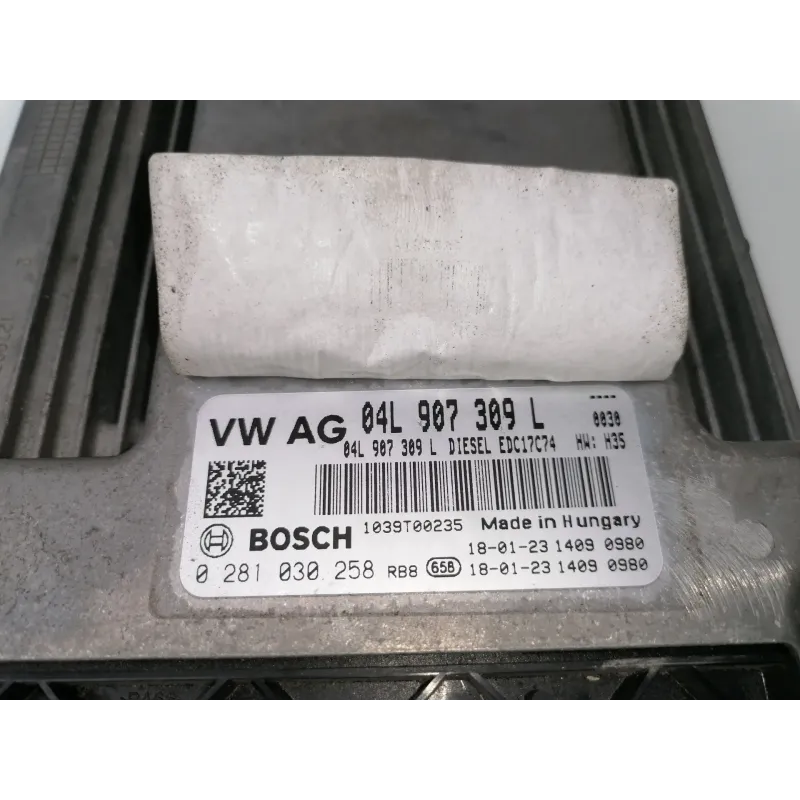 ----
VW AG 04L 907 309 L 0030
04L 907 309 L DIESEL EDC17C74 HW: H35
BOSCH 1039T00235 Made in Hungary
18-01-23 1409 0980
0 281 030 258 RB8 658 18-01-23 1409 0980